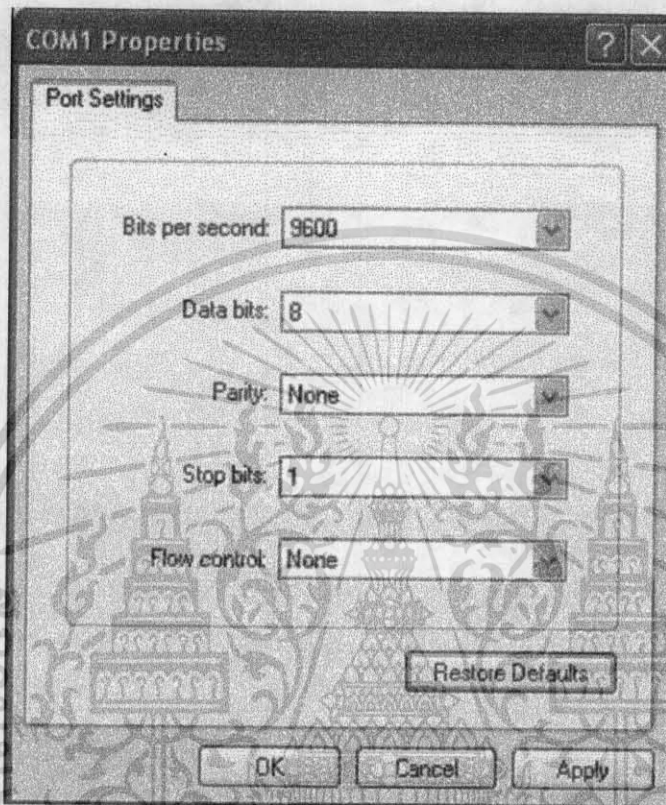 COM1 Properties
Port Settings
Bits per second: 9600
Data bits: 8
Parity: None
Stop bits: 1
Flow control: None
Restore Defaults
OK Cancel Apply